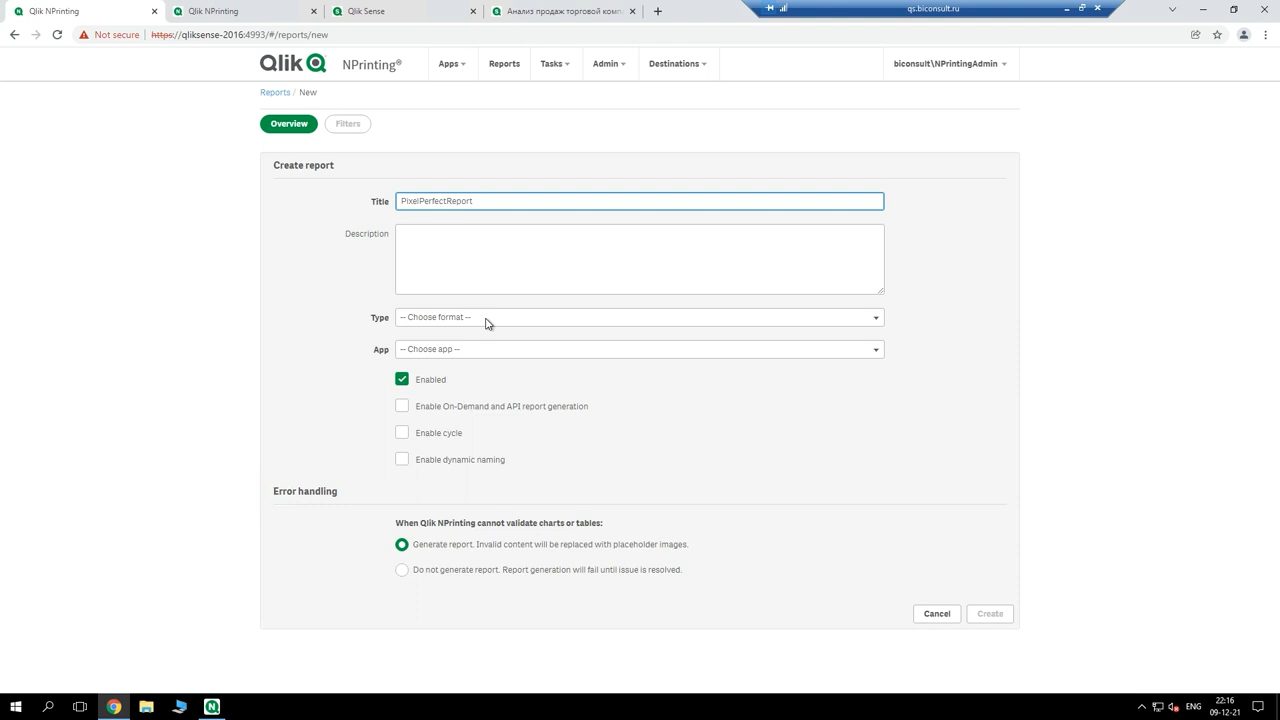 Qlik NPrinting
Qlik NPrinting
Qlik Sense
Анализ продаж торговой комп
qs.biconsult.ru
Not secure
https://qliksense-2016:4993/#/reports/new
Qlik
NPrinting®
Apps
Reports
Tasks
Admin
Destinations
biconsult\NPrintingAdmin
Reports / New
Overview
Filters
Create report
Title
PixelPerfectReport
Description
Type
-- Choose format --
App
-- Choose app --
Enabled
Enable On-Demand and API report generation
Enable cycle
Enable dynamic naming
Error handling
When Qlik NPrinting cannot validate charts or tables:
Generate report. Invalid content will be replaced with placeholder images.
Do not generate report. Report generation will fail until issue is resolved.
Cancel
Create
ENG
22:16
09-12-21